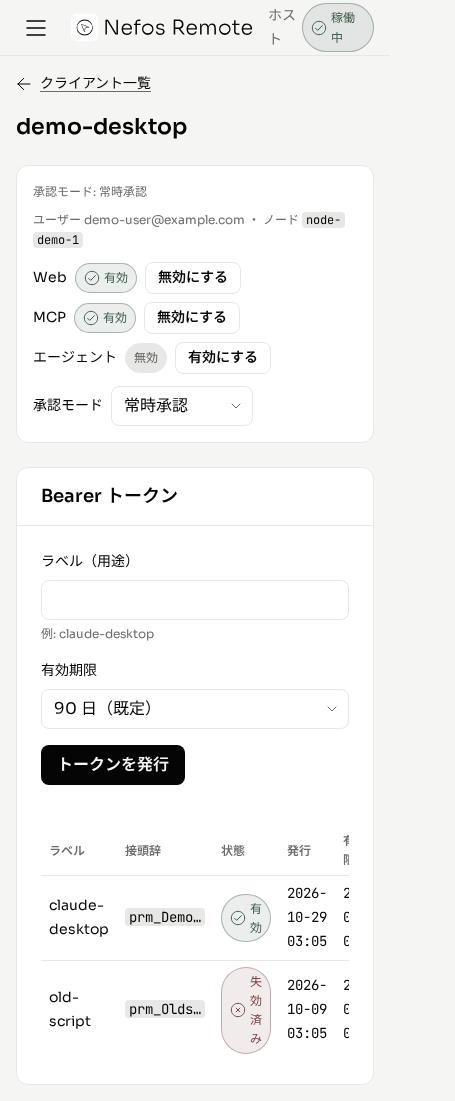 Nefos Remote
ホス
ト
稼働
中
クライアント一覧
demo-desktop
承認モード: 常時承認
ユーザー demo-user@example.com ・ ノード node-
demo-1
Web 有効 無効にする
MCP 有効 無効にする
エージェント 無効 有効にする
承認モード 常時承認
Bearer トークン
ラベル（用途）
例: claude-desktop
有効期限
90 日（既定）
トークンを発行
ラベル 接頭辞 状態 発行
claude-
desktop
prm_Demo…
有
効
2026-
10-29
03:05
old-
script
prm_Olds…
失
効
済
み
2026-
10-09
03:05